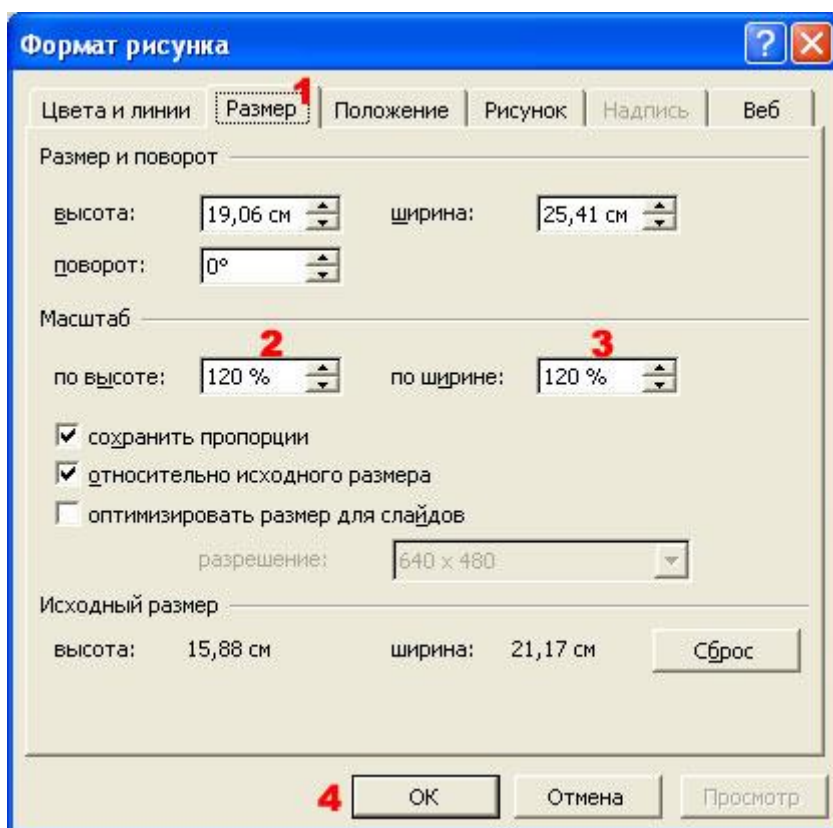 Формат рисунка
1
Цвета и линии Размер Положение Рисунок Надпись Веб
Размер и поворот
высота: 19,06 см ширина: 25,41 см
поворот: 0°
Масштаб
2 3
по высоте: 120 % по ширине: 120 %
сохранить пропорции
относительно исходного размера
оптимизировать размер для слайдов
разрешение: 640 x 480
Исходный размер
высота: 15,88 см ширина: 21,17 см Сброс
4 ОК Отмена Просмотр